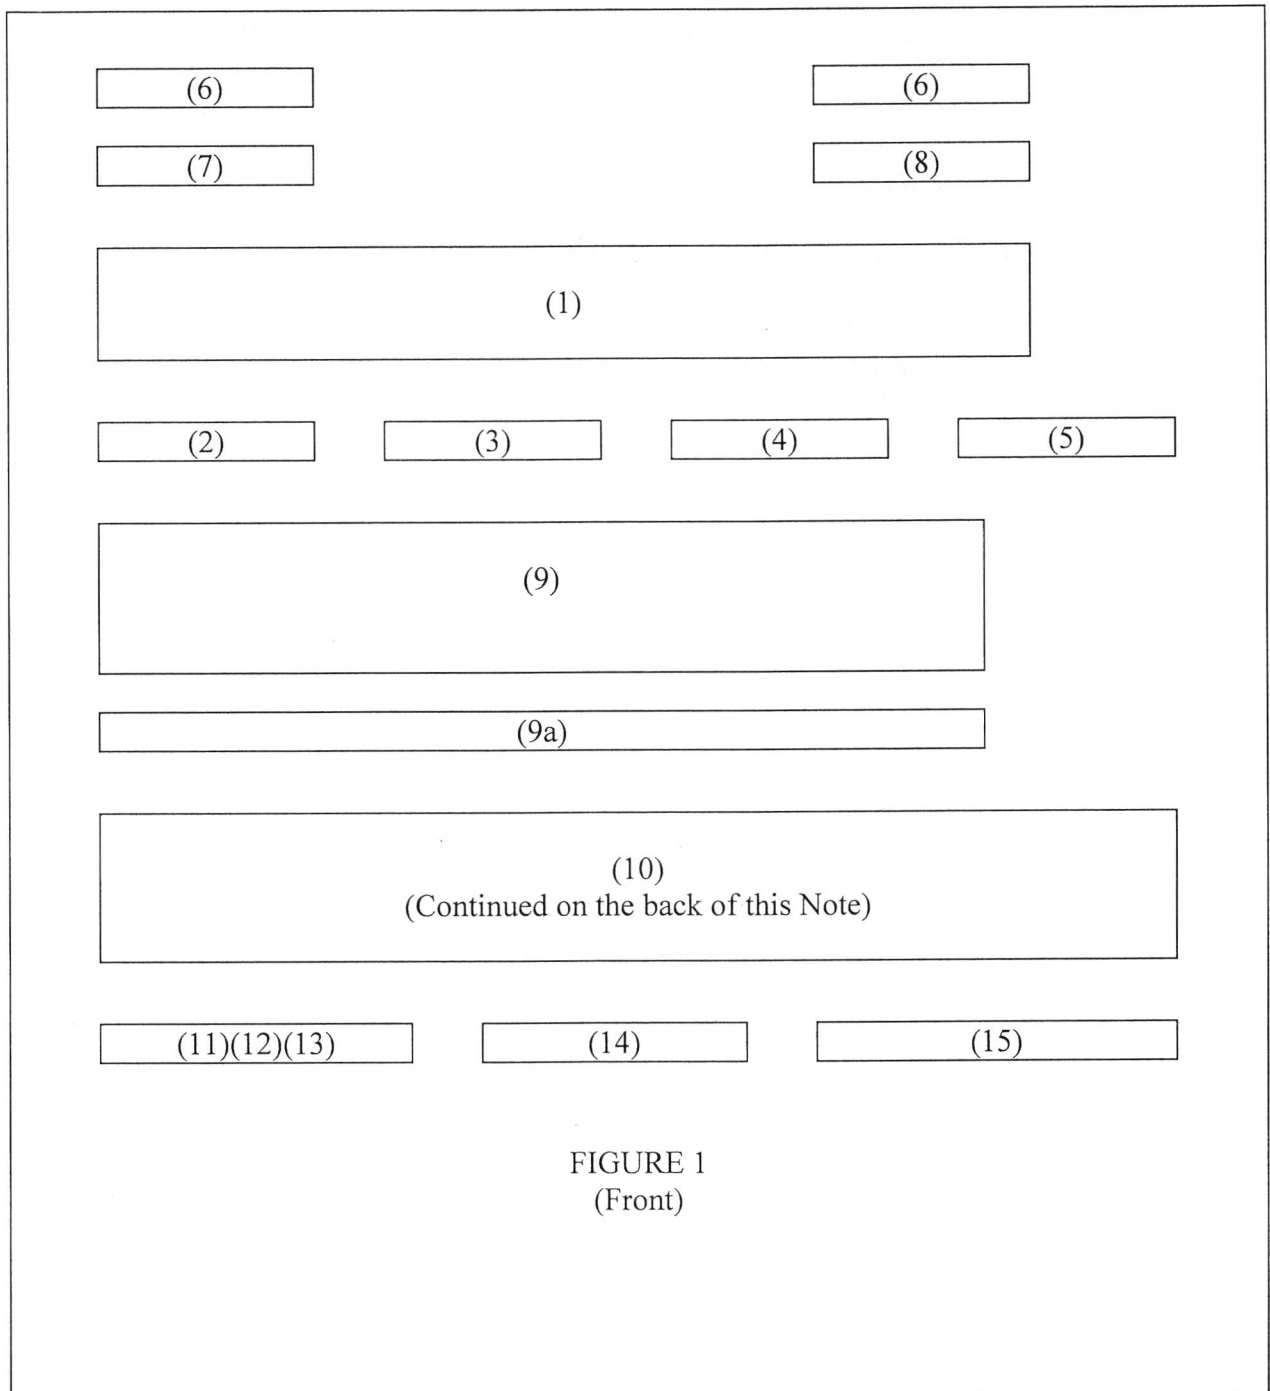 (6) (6)
(7) (8)
(1)
(2) (3) (4) (5)
(9)
(9a)
(10)
(Continued on the back of this Note)
(11)(12)(13) (14) (15)
FIGURE 1
(Front)